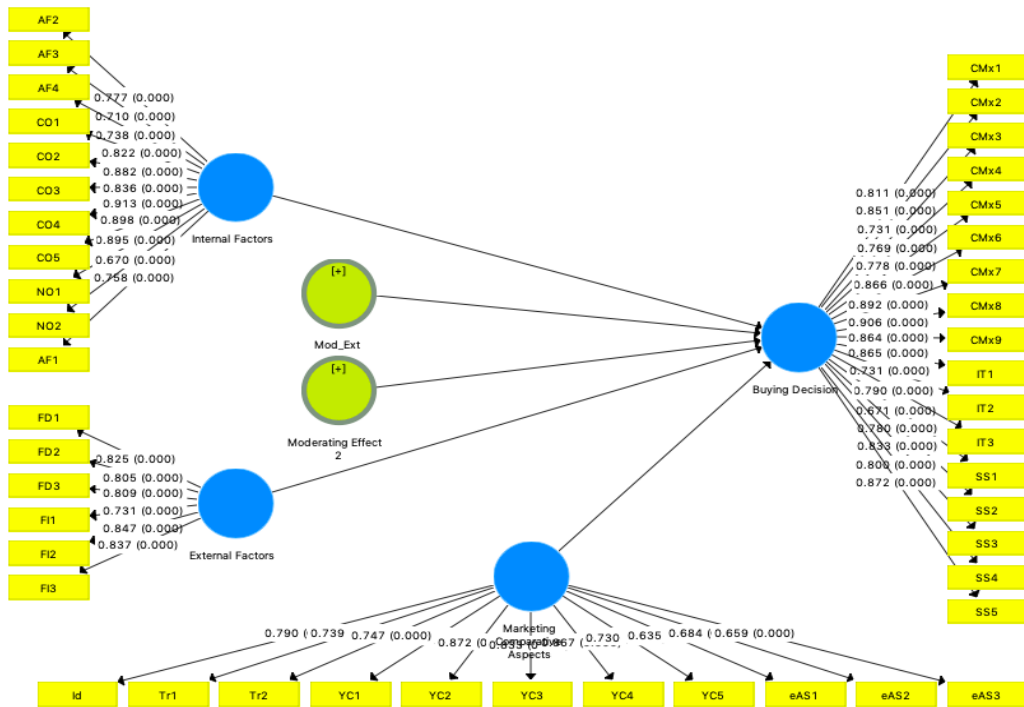 AF2
AF3
AF4
CO1
CO2
CO3
CO4
CO5
NO1
NO2
AF1
0.777 (0.000)
0.710 (0.000)
0.738 (0.000)
0.822 (0.000)
0.882 (0.000)
0.836 (0.000)
0.913 (0.000)
0.898 (0.000)
0.895 (0.000)
0.670 (0.000)
0.758 (0.000)
Internal Factors
[+]
Mod_Ext
[+]
Moderating Effect
2
FD1
FD2
FD3
FI1
FI2
FI3
0.825 (0.000)
0.805 (0.000)
0.809 (0.000)
0.731 (0.000)
0.847 (0.000)
0.837 (0.000)
External Factors
Buying Decision
0.811 (0.000)
0.851 (0.000)
0.731 (0.000)
0.769 (0.000)
0.778 (0.000)
0.866 (0.000)
0.892 (0.000)
0.906 (0.000)
0.864 (0.000)
0.865 (0.000)
0.731 (0.000)
0.790 (0.000)
0.671 (0.000)
0.780 (0.000)
0.833 (0.000)
0.800 (0.000)
0.872 (0.000)
CMx1
CMx2
CMx3
CMx4
CMx5
CMx6
CMx7
CMx8
CMx9
IT1
IT2
IT3
SS1
SS2
SS3
SS4
SS5
Marketing
Aspects
0.790
0.739
0.747 (0.000)
0.872
0.730
0.635
0.684
0.659 (0.000)
Id
Tr1
Tr2
YC1
YC2
YC3
YC4
YC5
eAS1
eAS2
eAS3